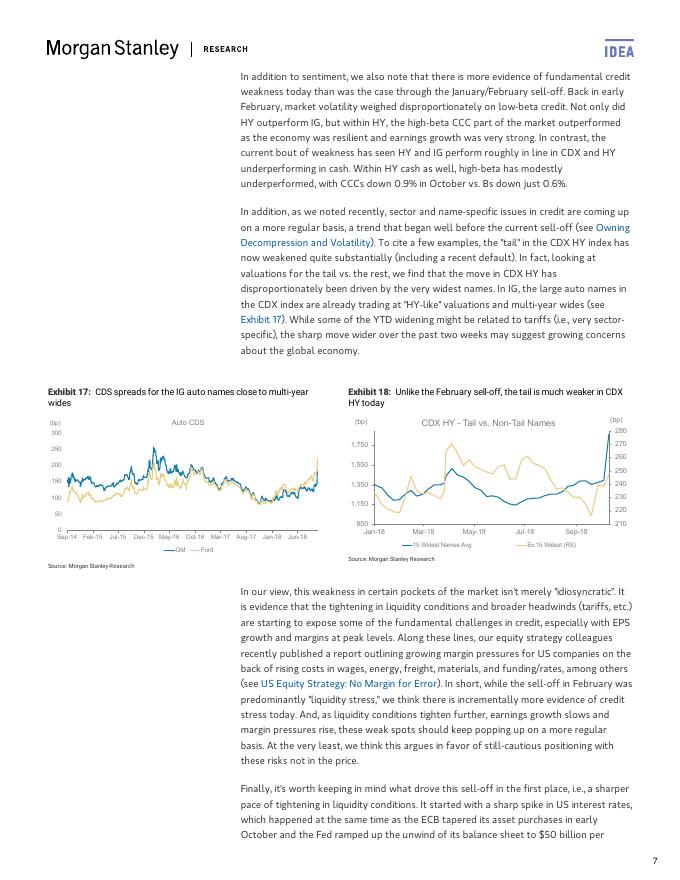 Morgan Stanley | RESEARCH
IDEA
In addition to sentiment, we also note that there is more evidence of fundamental credit
weakness today than was the case through the January/February sell-off. Back in early
February, market volatility weighed disproportionately on low-beta credit. Not only did
HY outperform IG, but within HY, the high-beta CCC part of the market outperformed
as the economy was resilient and earnings growth was very strong. In contrast, the
current bout of weakness has seen HY and IG perform roughly in line in CDX and HY
underperforming in cash. Within HY cash as well, high-beta has modestly
underperformed, with CCCs down 0.9% in October vs. Bs down just 0.6%.
In addition, as we noted recently, sector and name-specific issues in credit are coming up
on a more regular basis, a trend that began well before the current sell-off (see Owning
Decompression and Volatility). To cite a few examples, the "tail" in the CDX HY index has
now weakened quite substantially (including a recent default). In fact, looking at
valuations for the tail vs. the rest, we find that the move in CDX HY has
disproportionately been driven by the very widest names. In IG, the large auto names in
the CDX index are already trading at "HY-like" valuations and multi-year wides (see
Exhibit 17). While some of the YTD widening might be related to tariffs (i.e., very sector-
specific), the sharp move wider over the past two weeks may suggest growing concerns
about the global economy.
Exhibit 17: CDS spreads for the IG auto names close to multi-year
wides
Auto CDS
(bp)
300
250
200
150
100
50
0
Sep-14 Feb-15 Jul-15 Dec-15 May-16 Oct-16 Mar-17 Aug-17 Jan-18 Jun-18
GM Ford
Source: Morgan Stanley Research
Exhibit 18: Unlike the February sell-off, the tail is much weaker in CDX
HY today
CDX HY - Tail vs. Non-Tail Names
(bp)
1,750
1,550
1,350
1,150
950
(bp)
280
270
260
250
240
230
220
210
Jan-18 Mar-18 May-18 Jul-18 Sep-18
15 Widest Names Avg Ex 15 Widest (RS)
Source: Morgan Stanley Research
In our view, this weakness in certain pockets of the market isn't merely "idiosyncratic". It
is evidence that the tightening in liquidity conditions and broader headwinds (tariffs, etc.)
are starting to expose some of the fundamental challenges in credit, especially with EPS
growth and margins at peak levels. Along these lines, our equity strategy colleagues
recently published a report outlining growing margin pressures for US companies on the
back of rising costs in wages, energy, freight, materials, and funding/rates, among others
(see US Equity Strategy: No Margin for Error). In short, while the sell-off in February was
predominantly "liquidity stress," we think there is incrementally more evidence of credit
stress today. And, as liquidity conditions tighten further, earnings growth slows and
margin pressures rise, these weak spots should keep popping up on a more regular
basis. At the very least, we think this argues in favor of still-cautious positioning with
these risks not in the price.
Finally, it's worth keeping in mind what drove this sell-off in the first place, i.e., a sharper
pace of tightening in liquidity conditions. It started with a sharp spike in US interest rates,
which happened at the same time as the ECB tapered its asset purchases in early
October and the Fed ramped up the unwind of its balance sheet to $50 billion per
7